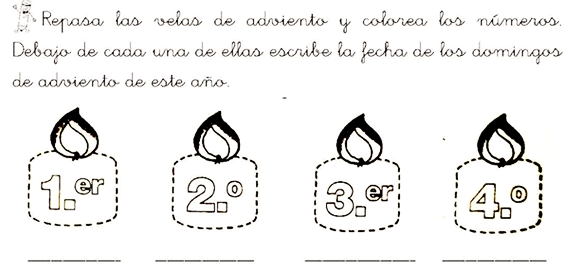 Repasa las velas de adviento y colorea los números.
Debajo de cada una de ellas escribe la fecha de los domingos
de adviento de este año.
1.er 2.o 3.er 4.o